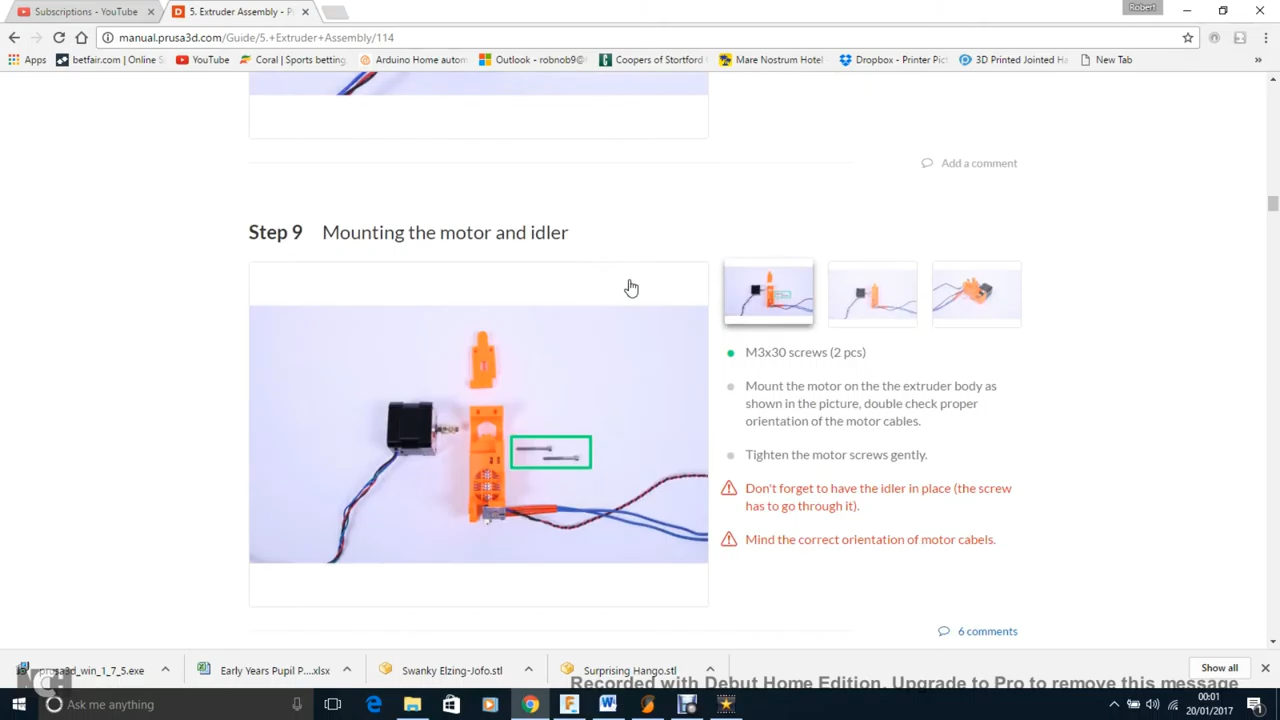 Subscriptions - YouTube
5. Extruder Assembly - P
Robert
manual.prusa3d.com/Guide/5.+Extruder+Assembly/114
Apps
betfair.com | Online S
YouTube
Coral | Sports betting
Arduino Home autom
Outlook - robnob9@
Coopers of Stortford
Mare Nostrum Hotel
Dropbox - Printer Pict
3D Printed Jointed Ha
New Tab
»
Add a comment
Step 9 Mounting the motor and idler
M3x30 screws (2 pcs)
Mount the motor on the the extruder body as
shown in the picture, double check proper
orientation of the motor cables.
Tighten the motor screws gently.
Don't forget to have the idler in place (the screw
has to go through it).
Mind the correct orientation of motor cabels.
6 comments
prusa3d_win_1_7_5.exe
Early Years Pupil P....xlsx
Swanky Elzing-Jofo.stl
Surprising Hango.stl
Show all
Recorded with Debut Home Edition. Upgrade to Pro to remove this message
Ask me anything
00:01
20/01/2017